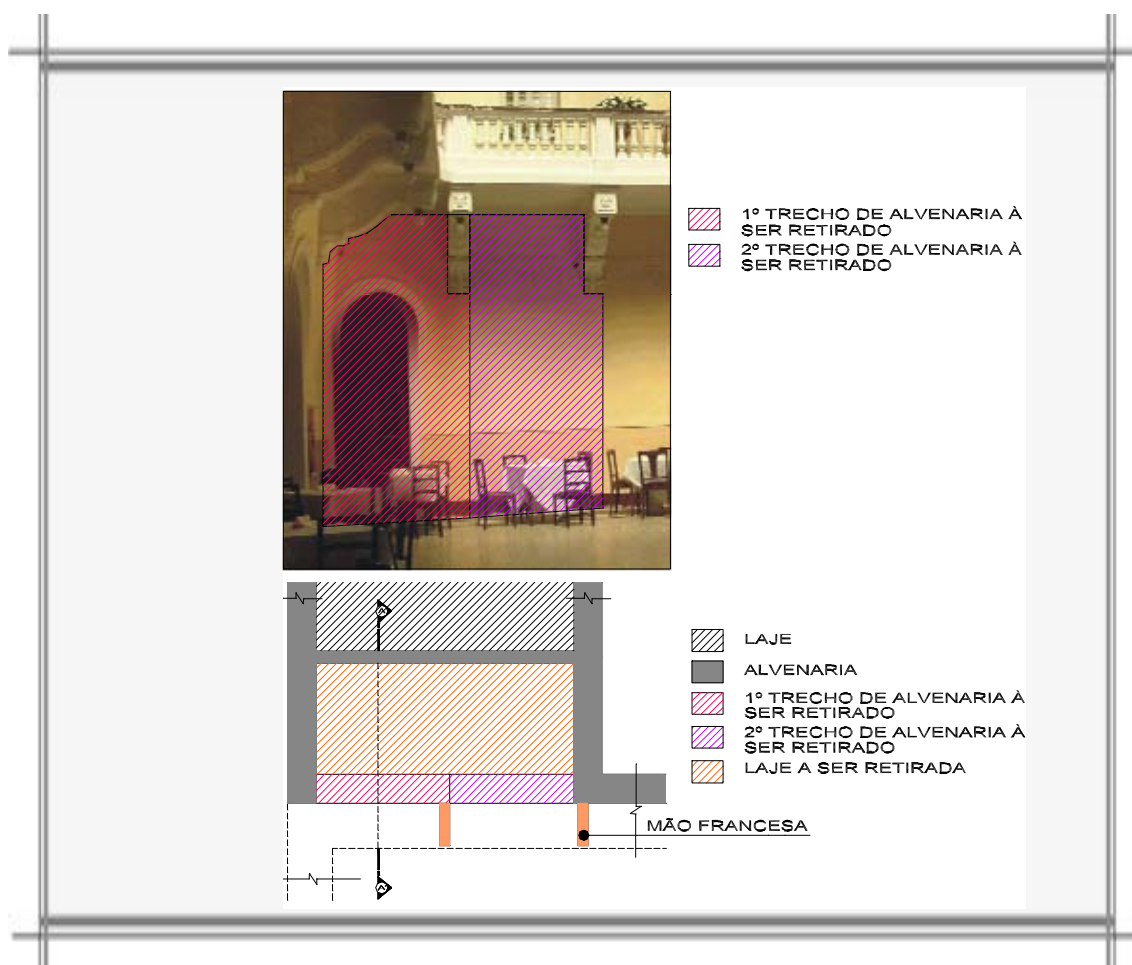 1º TRECHO DE ALVENARIA À
SER RETIRADO
2º TRECHO DE ALVENARIA À
SER RETIRADO
LAJE
ALVENARIA
1º TRECHO DE ALVENARIA À
SER RETIRADO
2º TRECHO DE ALVENARIA À
SER RETIRADO
LAJE A SER RETIRADA
MÃO FRANCESA